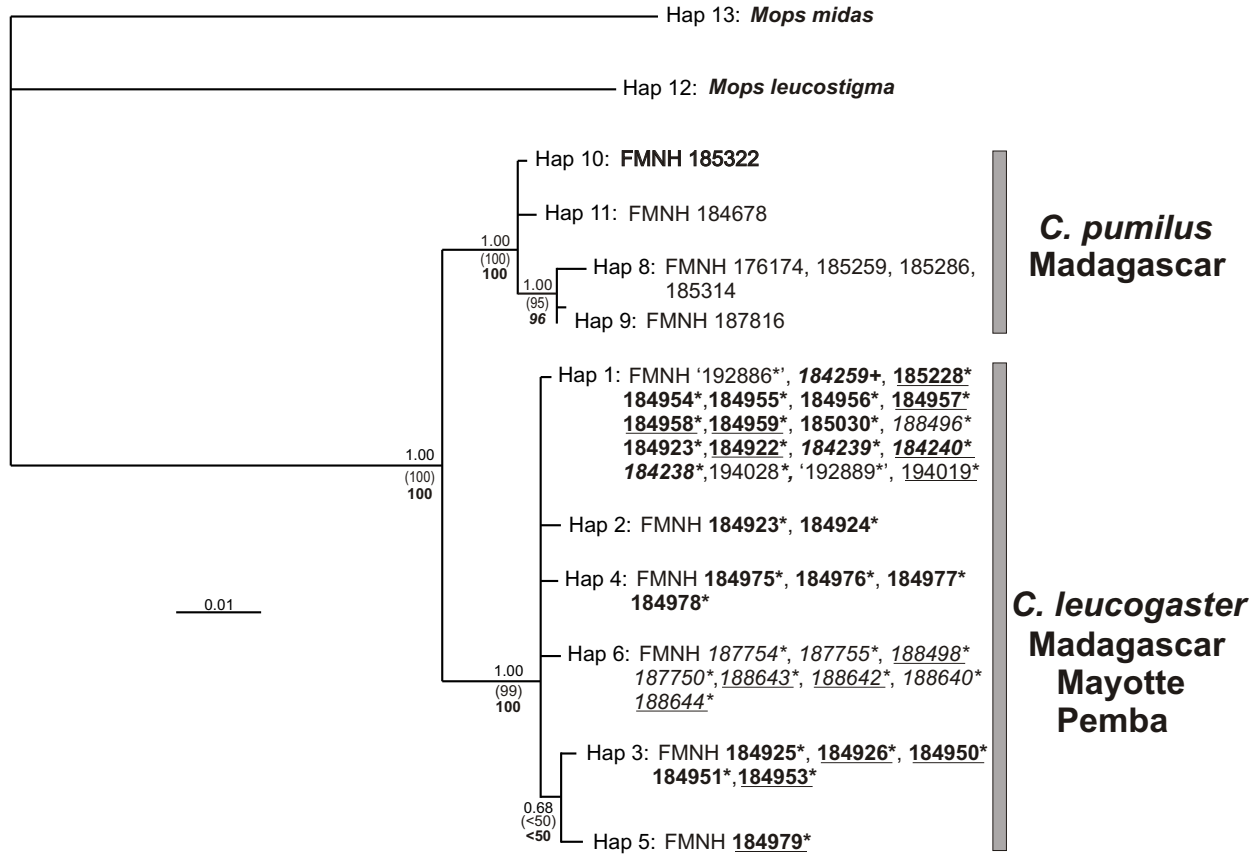 Hap 13: Mops midas
Hap 12: Mops leucostigma
Hap 10: FMNH 185322
Hap 11: FMNH 184678
1.00
(100)
100
Hap 8: FMNH 176174, 185259, 185286,
185314
1.00
(95)
96
Hap 9: FMNH 187816
C. pumilus
Madagascar
Hap 1: FMNH ‘192886*’, 184259+, 185228*
184954*,184955*, 184956*, 184957*
184958*,184959*, 185030*, 188496*
184923*,184922*, 184239*, 184240*
184238*,194028*, ‘192889*’, 194019*
1.00
(100)
100
Hap 2: FMNH 184923*, 184924*
Hap 4: FMNH 184975*, 184976*, 184977*
184978*
0.01
Hap 6: FMNH 187754*, 187755*, 188498*
187750*,188643*, 188642*, 188640*
188644*
1.00
(99)
100
C. leucogaster
Madagascar
Mayotte
Pemba
Hap 3: FMNH 184925*, 184926*, 184950*
184951*,184953*
0.68
(<50)
<50
Hap 5: FMNH 184979*